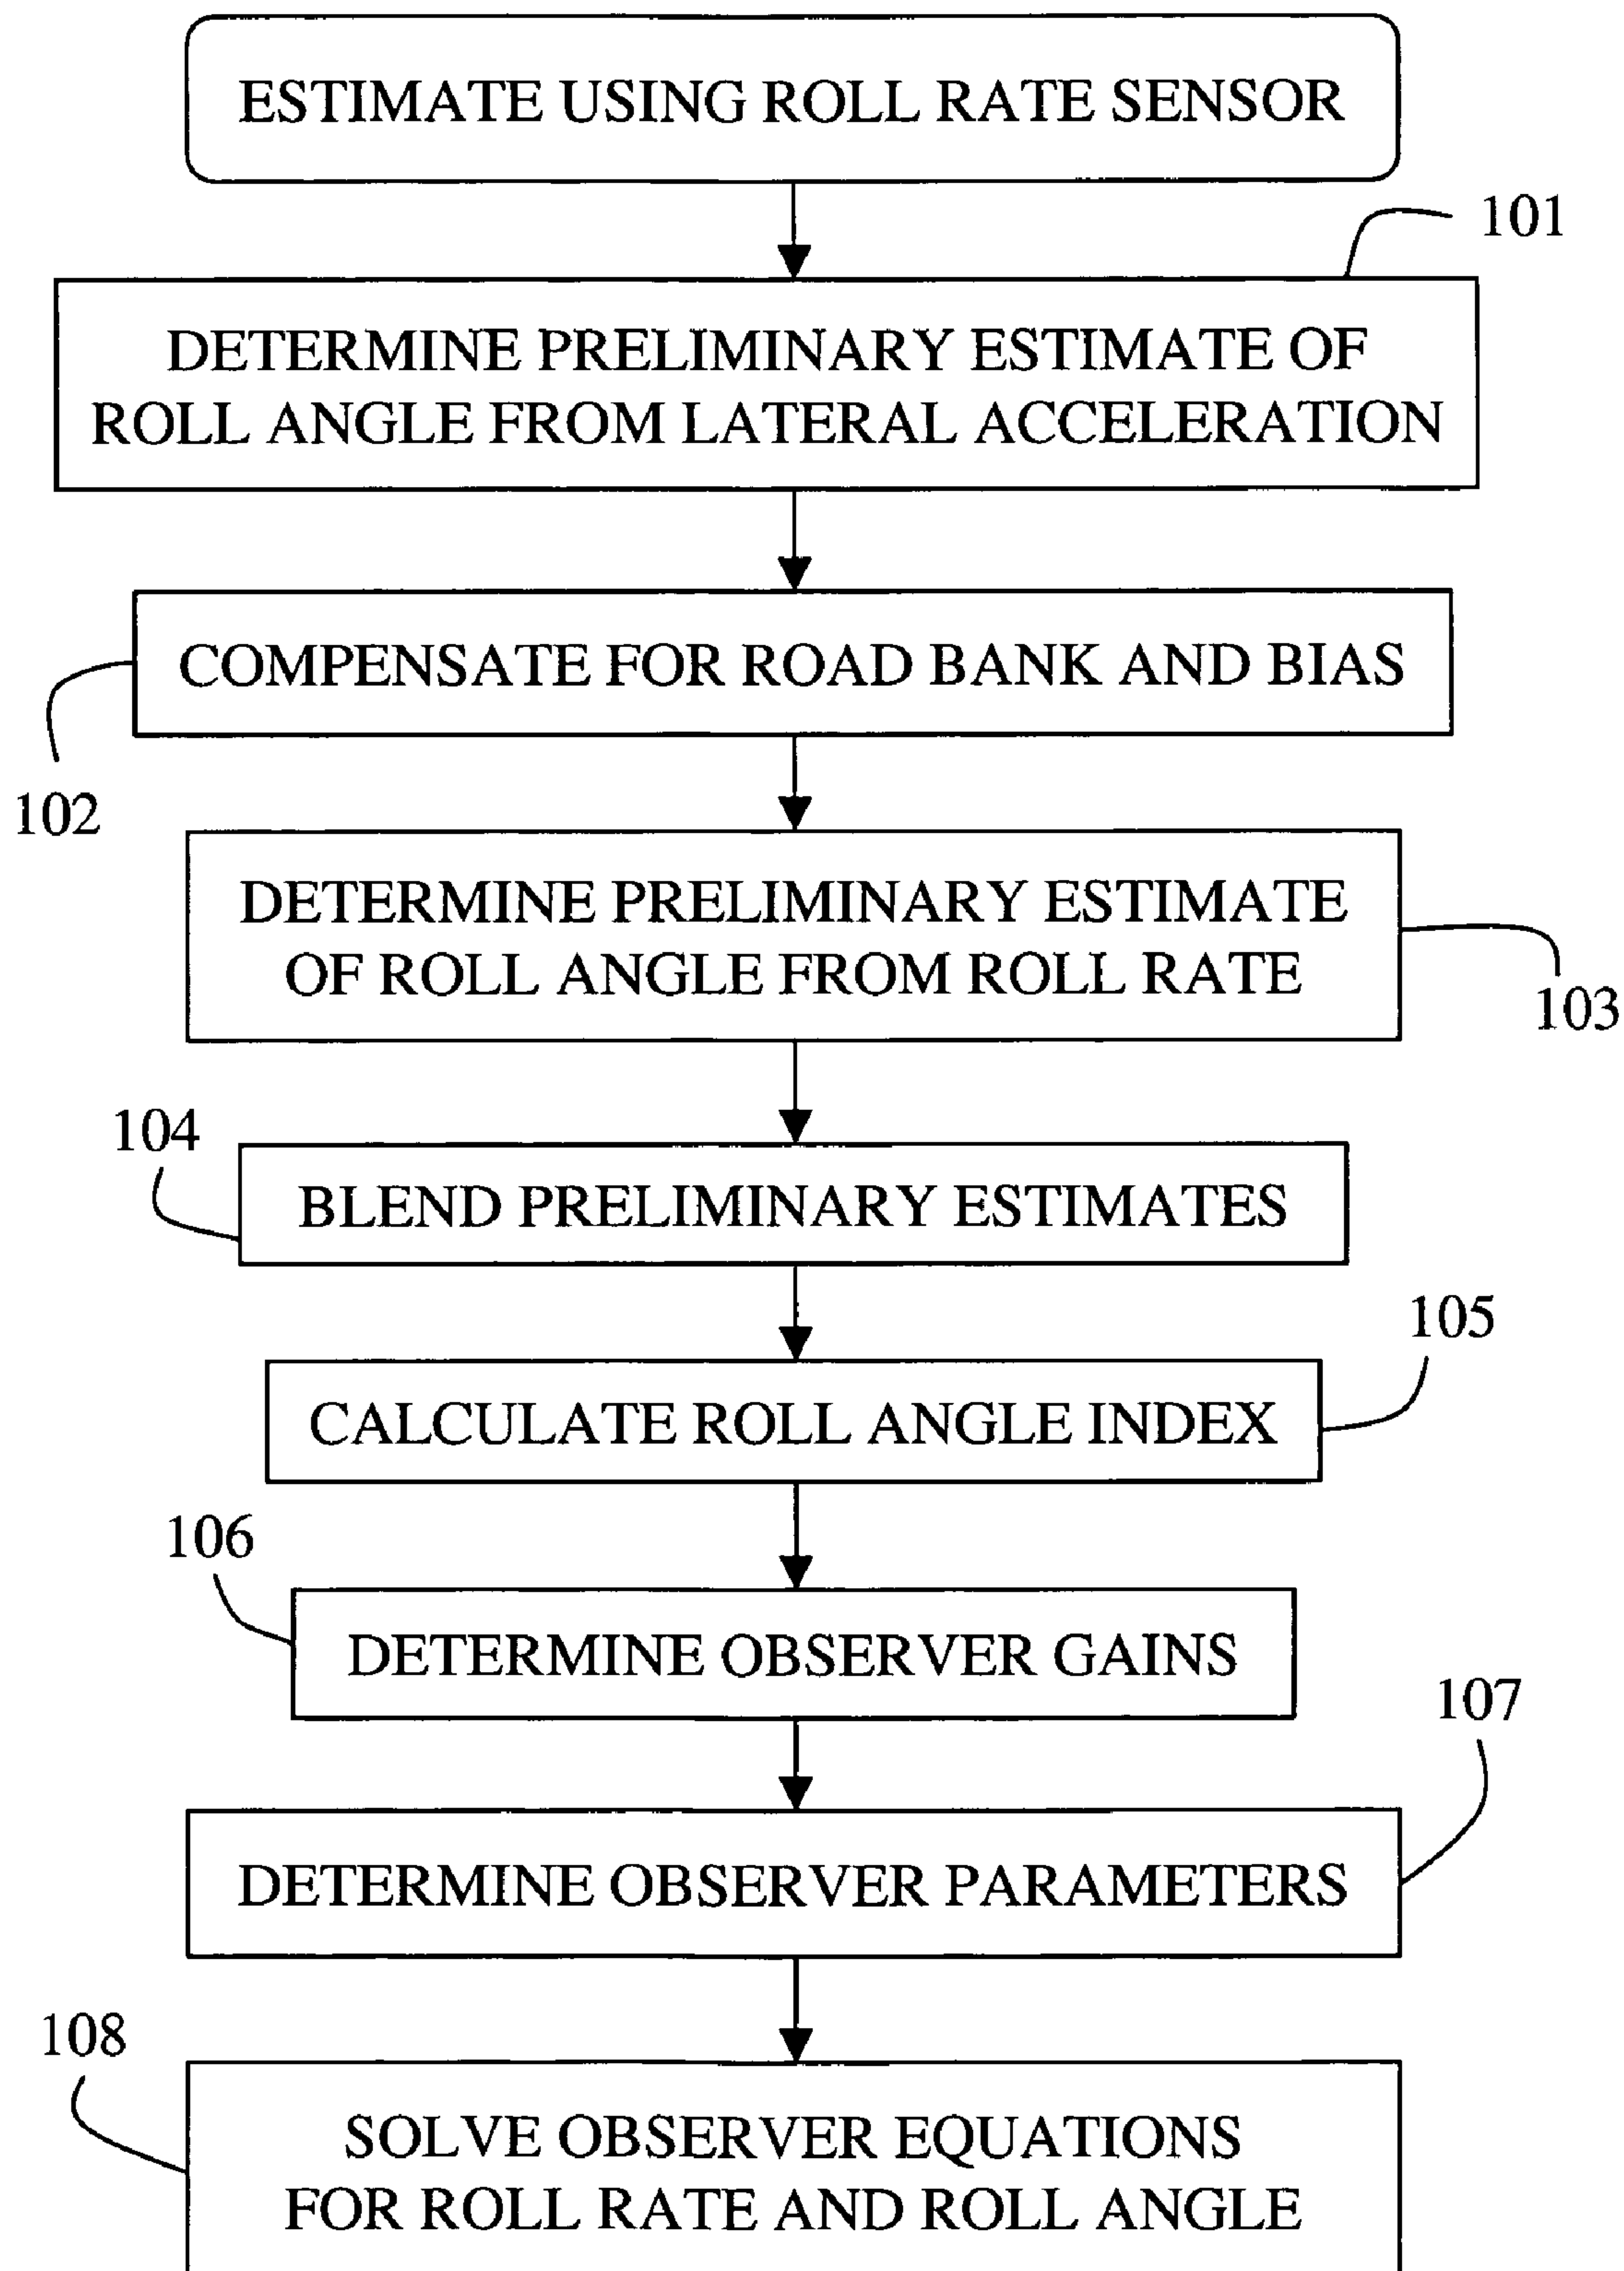 ESTIMATE USING ROLL RATE SENSOR
101
DETERMINE PRELIMINARY ESTIMATE OF
ROLL ANGLE FROM LATERAL ACCELERATION
COMPENSATE FOR ROAD BANK AND BIAS
102
DETERMINE PRELIMINARY ESTIMATE
OF ROLL ANGLE FROM ROLL RATE
103
104
BLEND PRELIMINARY ESTIMATES
105
CALCULATE ROLL ANGLE INDEX
106
DETERMINE OBSERVER GAINS
107
DETERMINE OBSERVER PARAMETERS
108
SOLVE OBSERVER EQUATIONS
FOR ROLL RATE AND ROLL ANGLE